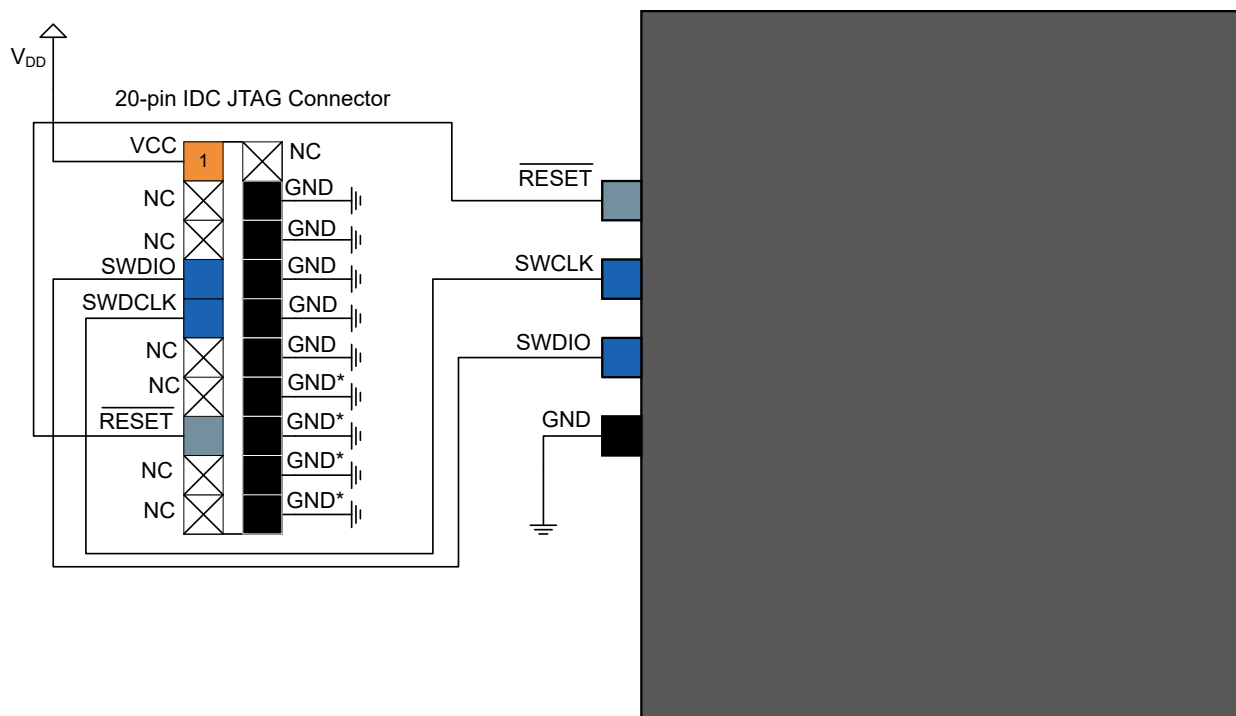 V_DD
20-pin IDC JTAG Connector
VCC
1
NC
NC
GND
NC
GND
SWDIO
GND
SWDCLK
GND
NC
GND
NC
GND*
RESET
GND*
NC
GND*
NC
GND*
RESET
SWCLK
SWDIO
GND